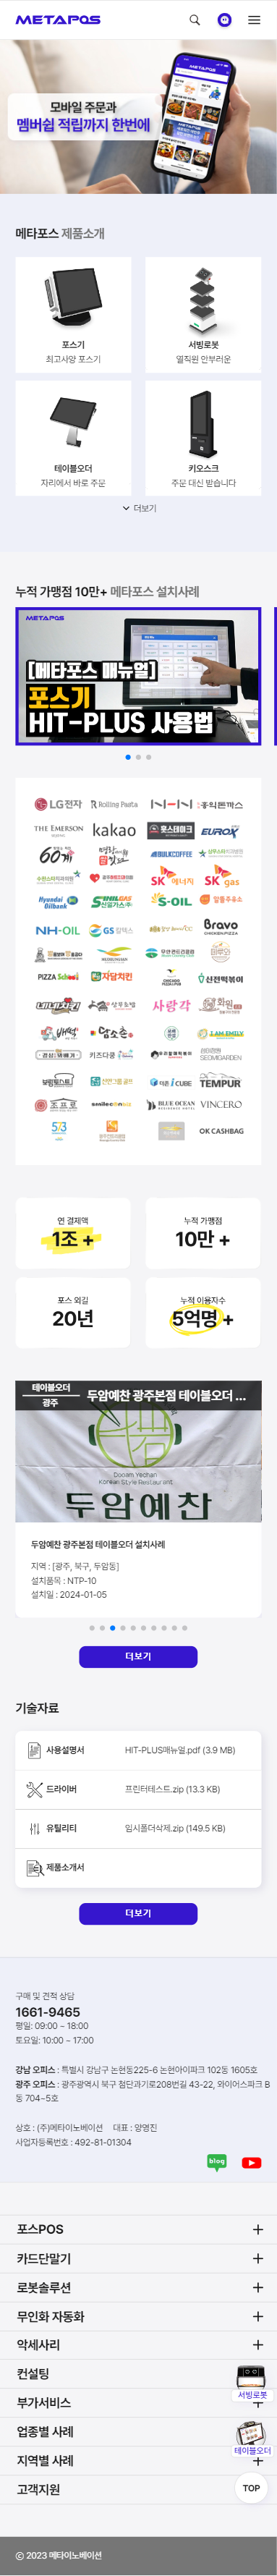 METAPOS
모바일 주문과
멤버쉽 적립까지 한번에
메타포스 제품소개
포스기
최고사양 포스기
서빙로봇
열직원 안부러운
테이블오더
자리에서 바로 주문
키오스크
주문 대신 받습니다
더보기
누적 가맹점 10만+ 메타포스 설치사례
METAPOS
[메타포스 매뉴얼]
포스기
HIT-PLUS 사용법
LG전자
Rolling Pasta
홍익돈까스
THE EMERSON
kakao
EUROX
60계
BULKCOFFEE
SK에너지
SK gas
Hyundai Oilbank
S-OIL
알뜰주유소
NH-OIL
GS칼텍스
Bravo
PIZZA School
자담치킨
신전떡볶이
사랑각
I AM EMILY
키즈다콩
SEOMGARDEN
더존 iCUBE
TEMPUR
smilecon
BLUE OCEAN
VINCERO
573
OK CASHBAG
연 결제액
1조 +
누적 가맹점
10만 +
포스 외길
20년
누적 이용자수
5억명 +
테이블오더
광주
두암예찬 광주본점 테이블오더 ...
Dooam Yechan
Korean Style Restaurant
두암예찬
두암예찬 광주본점 테이블오더 설치사례
지역 : [광주, 북구, 두암동]
설치품목 : NTP-10
설치일 : 2024-01-05
더보기
기술자료
사용설명서 HIT-PLUS매뉴얼.pdf (3.9 MB)
드라이버 프린터테스트.zip (13.3 KB)
유틸리티 임시폴더삭제.zip (149.5 KB)
제품소개서
더보기
구매 및 견적 상담
1661-9465
평일: 09:00 ~ 18:00
토요일: 10:00 ~ 17:00
강남 오피스 : 특별시 강남구 논현동225-6 논현아이파크 102동 1605호
광주 오피스 : 광주광역시 북구 첨단과기로208번길 43-22, 와이어스파크 B
동 704~5호
상호 : (주)메타이노베이션 대표 : 양영진
사업자등록번호 : 492-81-01304
blog
포스POS
카드단말기
로봇솔루션
무인화 자동화
악세사리
컨설팅
서빙로봇
부가서비스
업종별 사례
테이블오더
지역별 사례
고객지원
TOP
© 2023 메타이노베이션